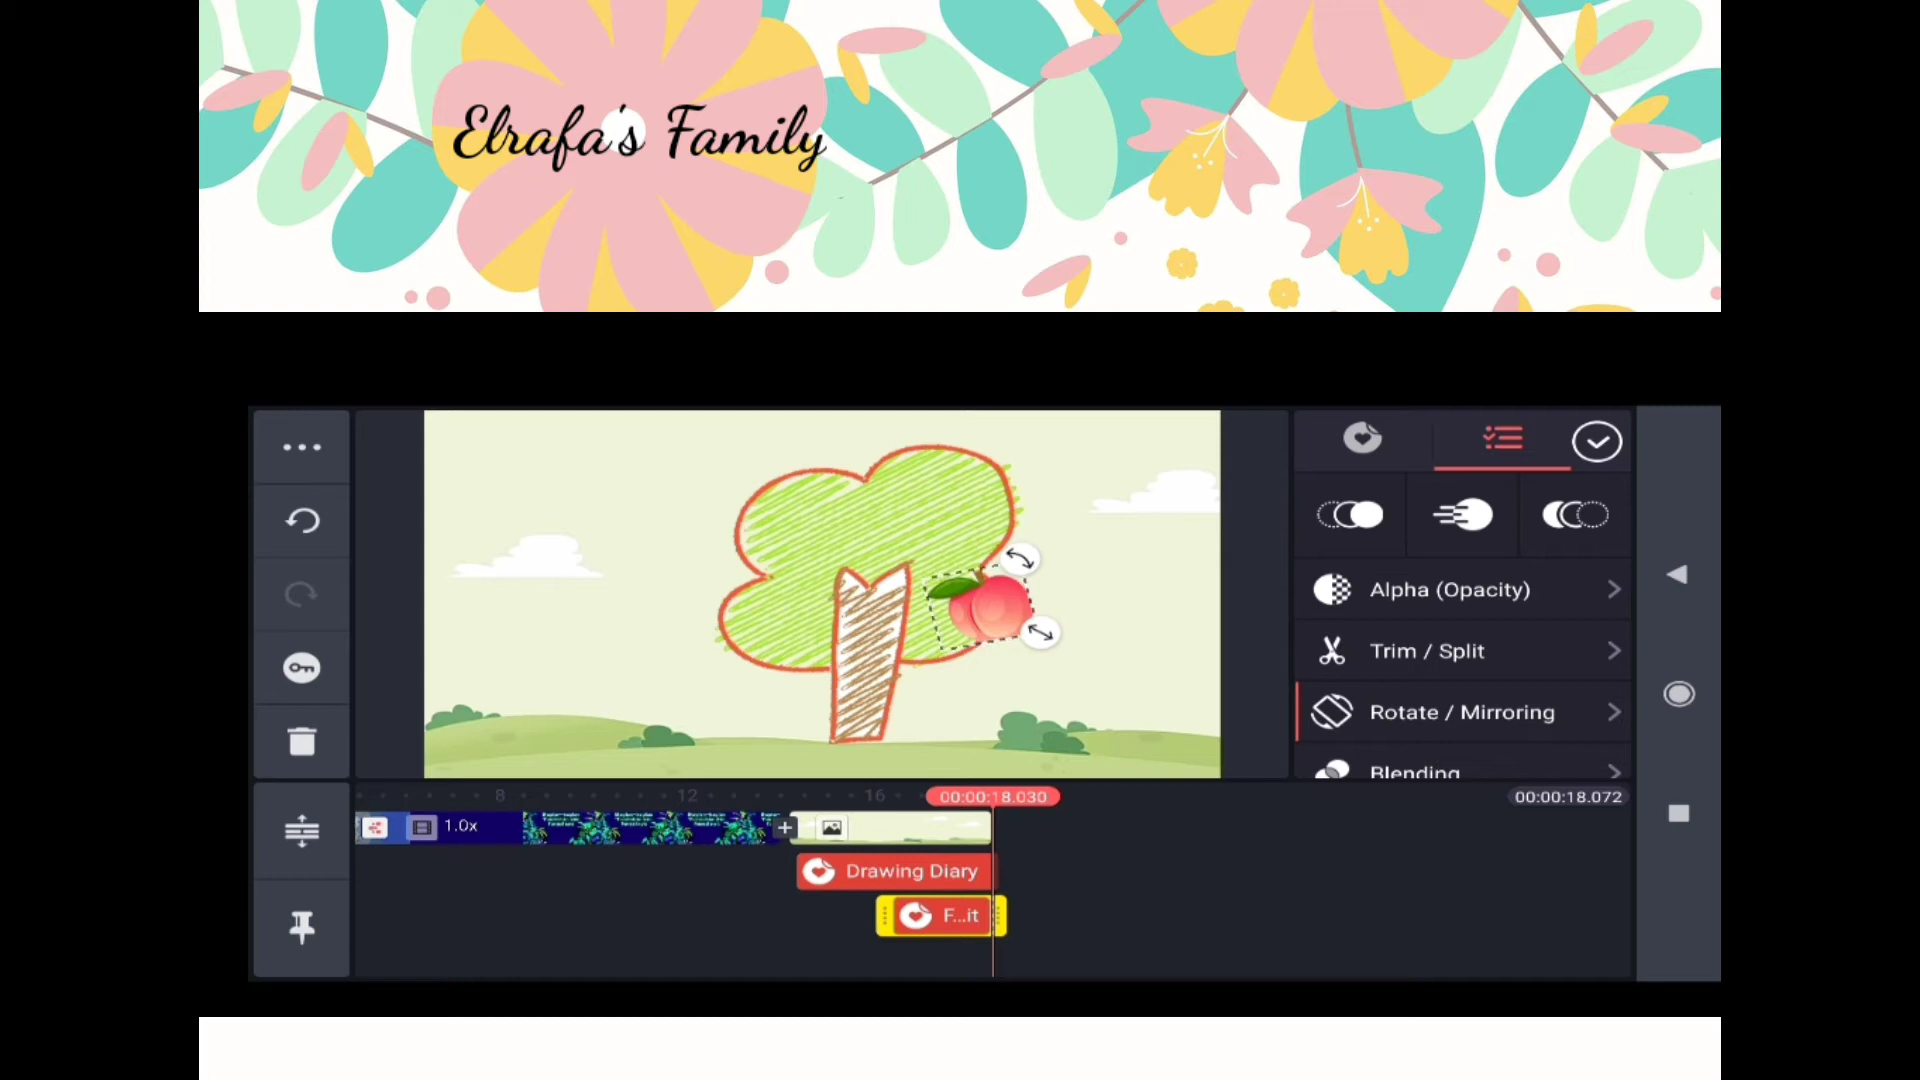 Elrafa's Family
Alpha (Opacity)
Trim / Split
Rotate / Mirroring
Blending
8
12
16
00:00:18.030
00:00:18.072
1.0x
Drawing Diary
F...it